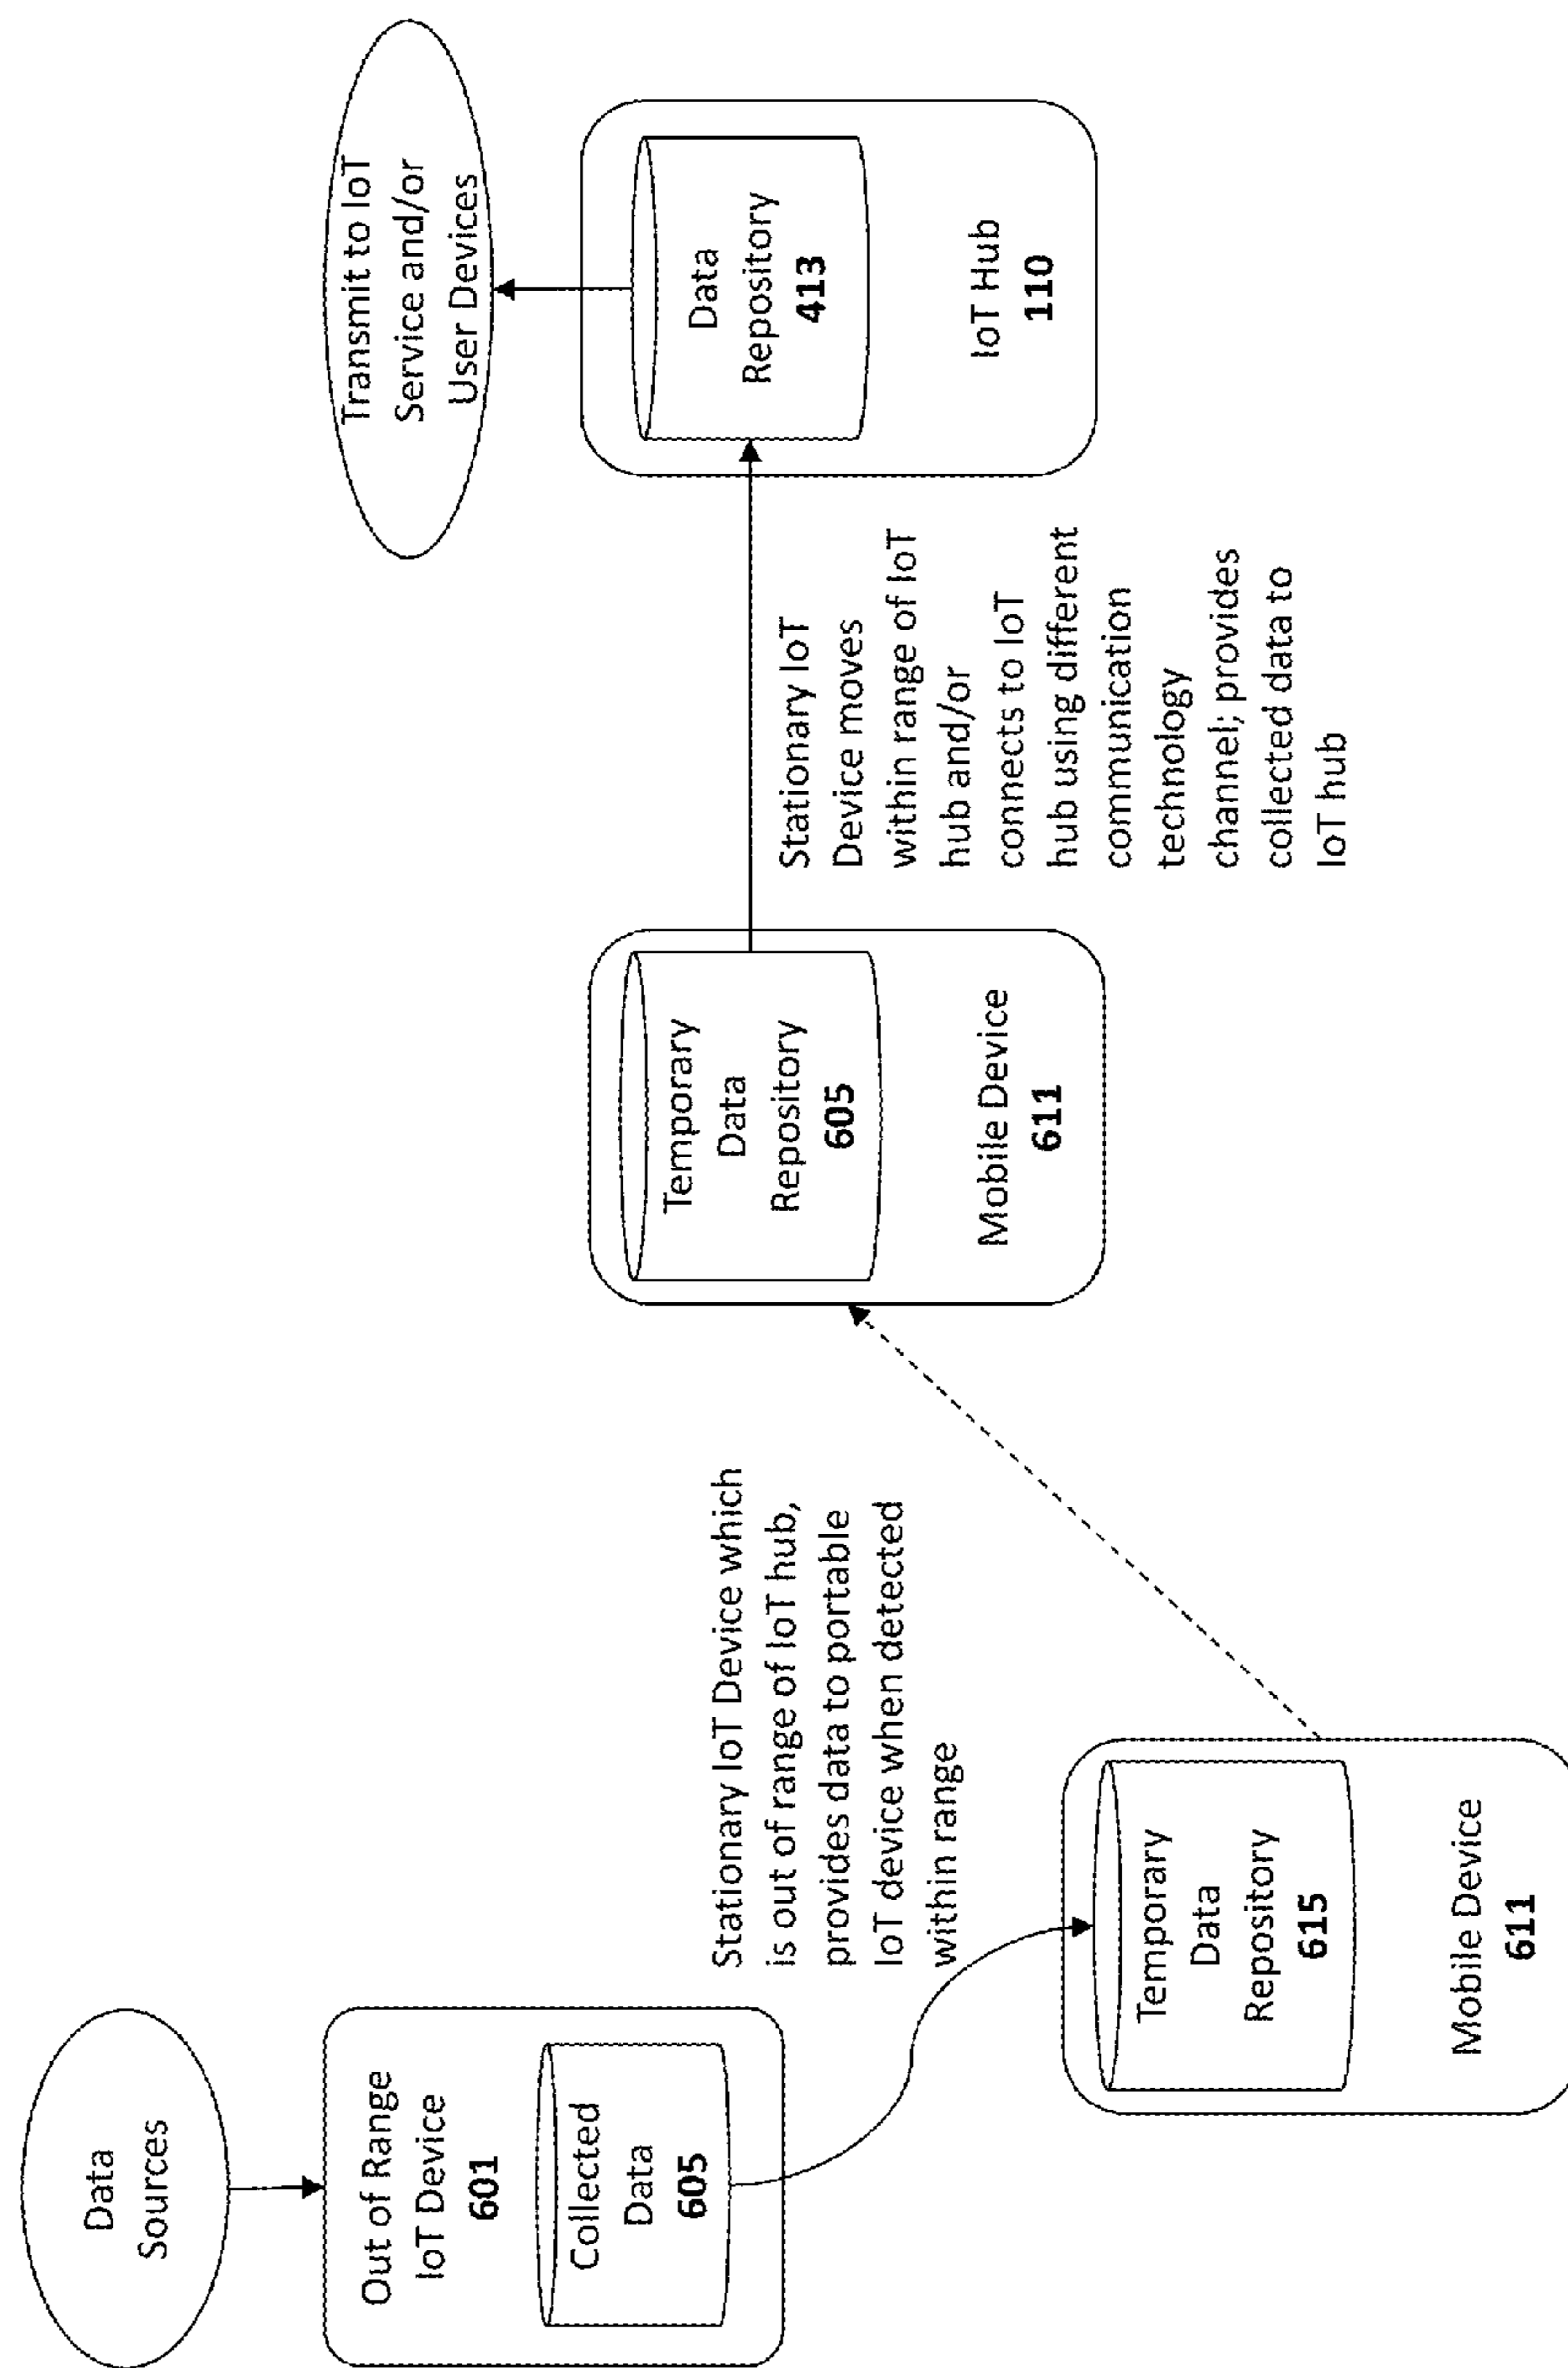 Data
Sources
Out of Range
IoT Device
601
Collected
Data
605
Stationary IoT Device which
is out of range of IoT hub,
provides data to portable
IoT device when detected
within range
Temporary
Data
Repository
615
Mobile Device
611
Temporary
Data
Repository
605
Mobile Device
611
Stationary IoT
Device moves
within range of IoT
hub and/or
connects to IoT
hub using different
communication
technology
channel; provides
collected data to
IoT hub
Transmit to IoT
Service and/or
User Devices
Data
Repository
413
IoT Hub
110